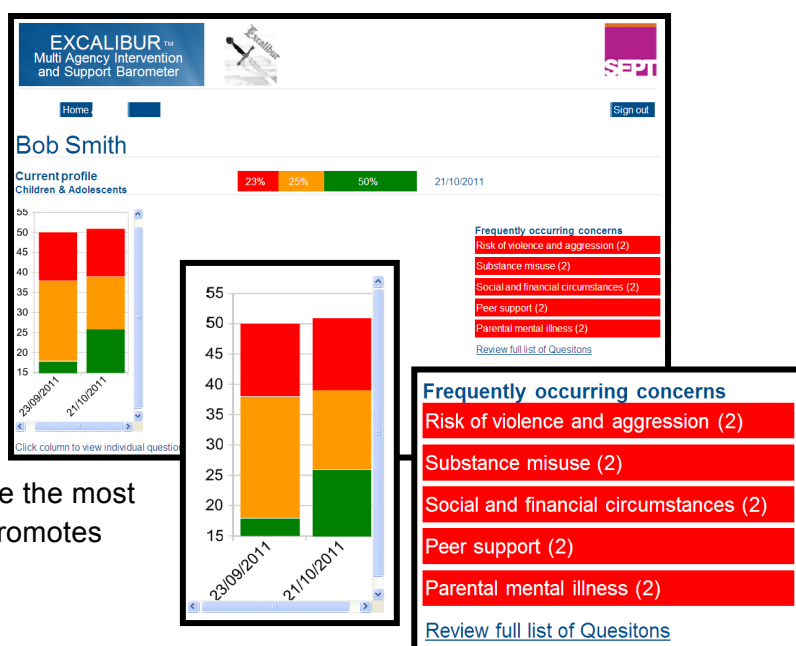 EXCALIBUR™
Multi Agency Intervention
and Support Barometer
Excalibur
SEPT
Home
Sign out
Bob Smith
Current profile
Children & Adolescents
23% 25% 50% 21/10/2011
55
50
45
40
35
30
25
20
15
23/09/2011 21/10/2011
Click column to view individual question
Frequently occurring concerns
Risk of violence and aggression (2)
Substance misuse (2)
Social and financial circumstances (2)
Peer support (2)
Parental mental illness (2)
Review full list of Quesitons
55
50
45
40
35
30
25
20
15
23/09/2011 21/10/2011
Frequently occurring concerns
Risk of violence and aggression (2)
Substance misuse (2)
Social and financial circumstances (2)
Peer support (2)
Parental mental illness (2)
Review full list of Quesitons
e the most
romotes